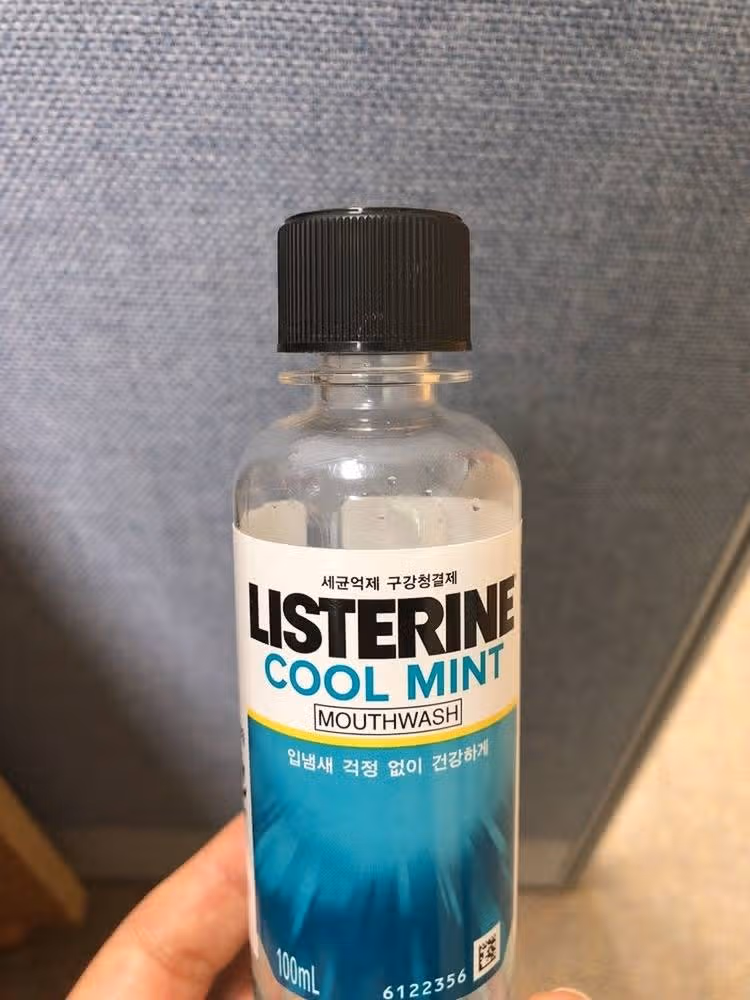 세균억제 구강청결제
LISTERINE
COOL MINT
MOUTHWASH
입냄새 걱정 없이 건강하게
100mL
6122356